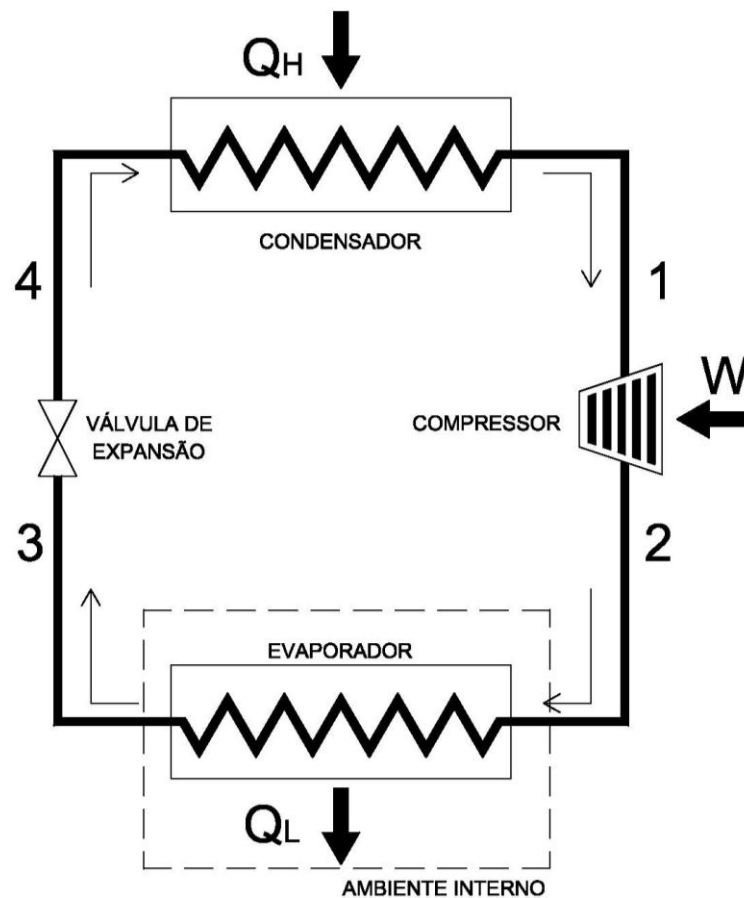 QH
CONDENSADOR
4
1
W
VÁLVULA DE
EXPANSÃO
COMPRESSOR
3
2
EVAPORADOR
QL
AMBIENTE INTERNO